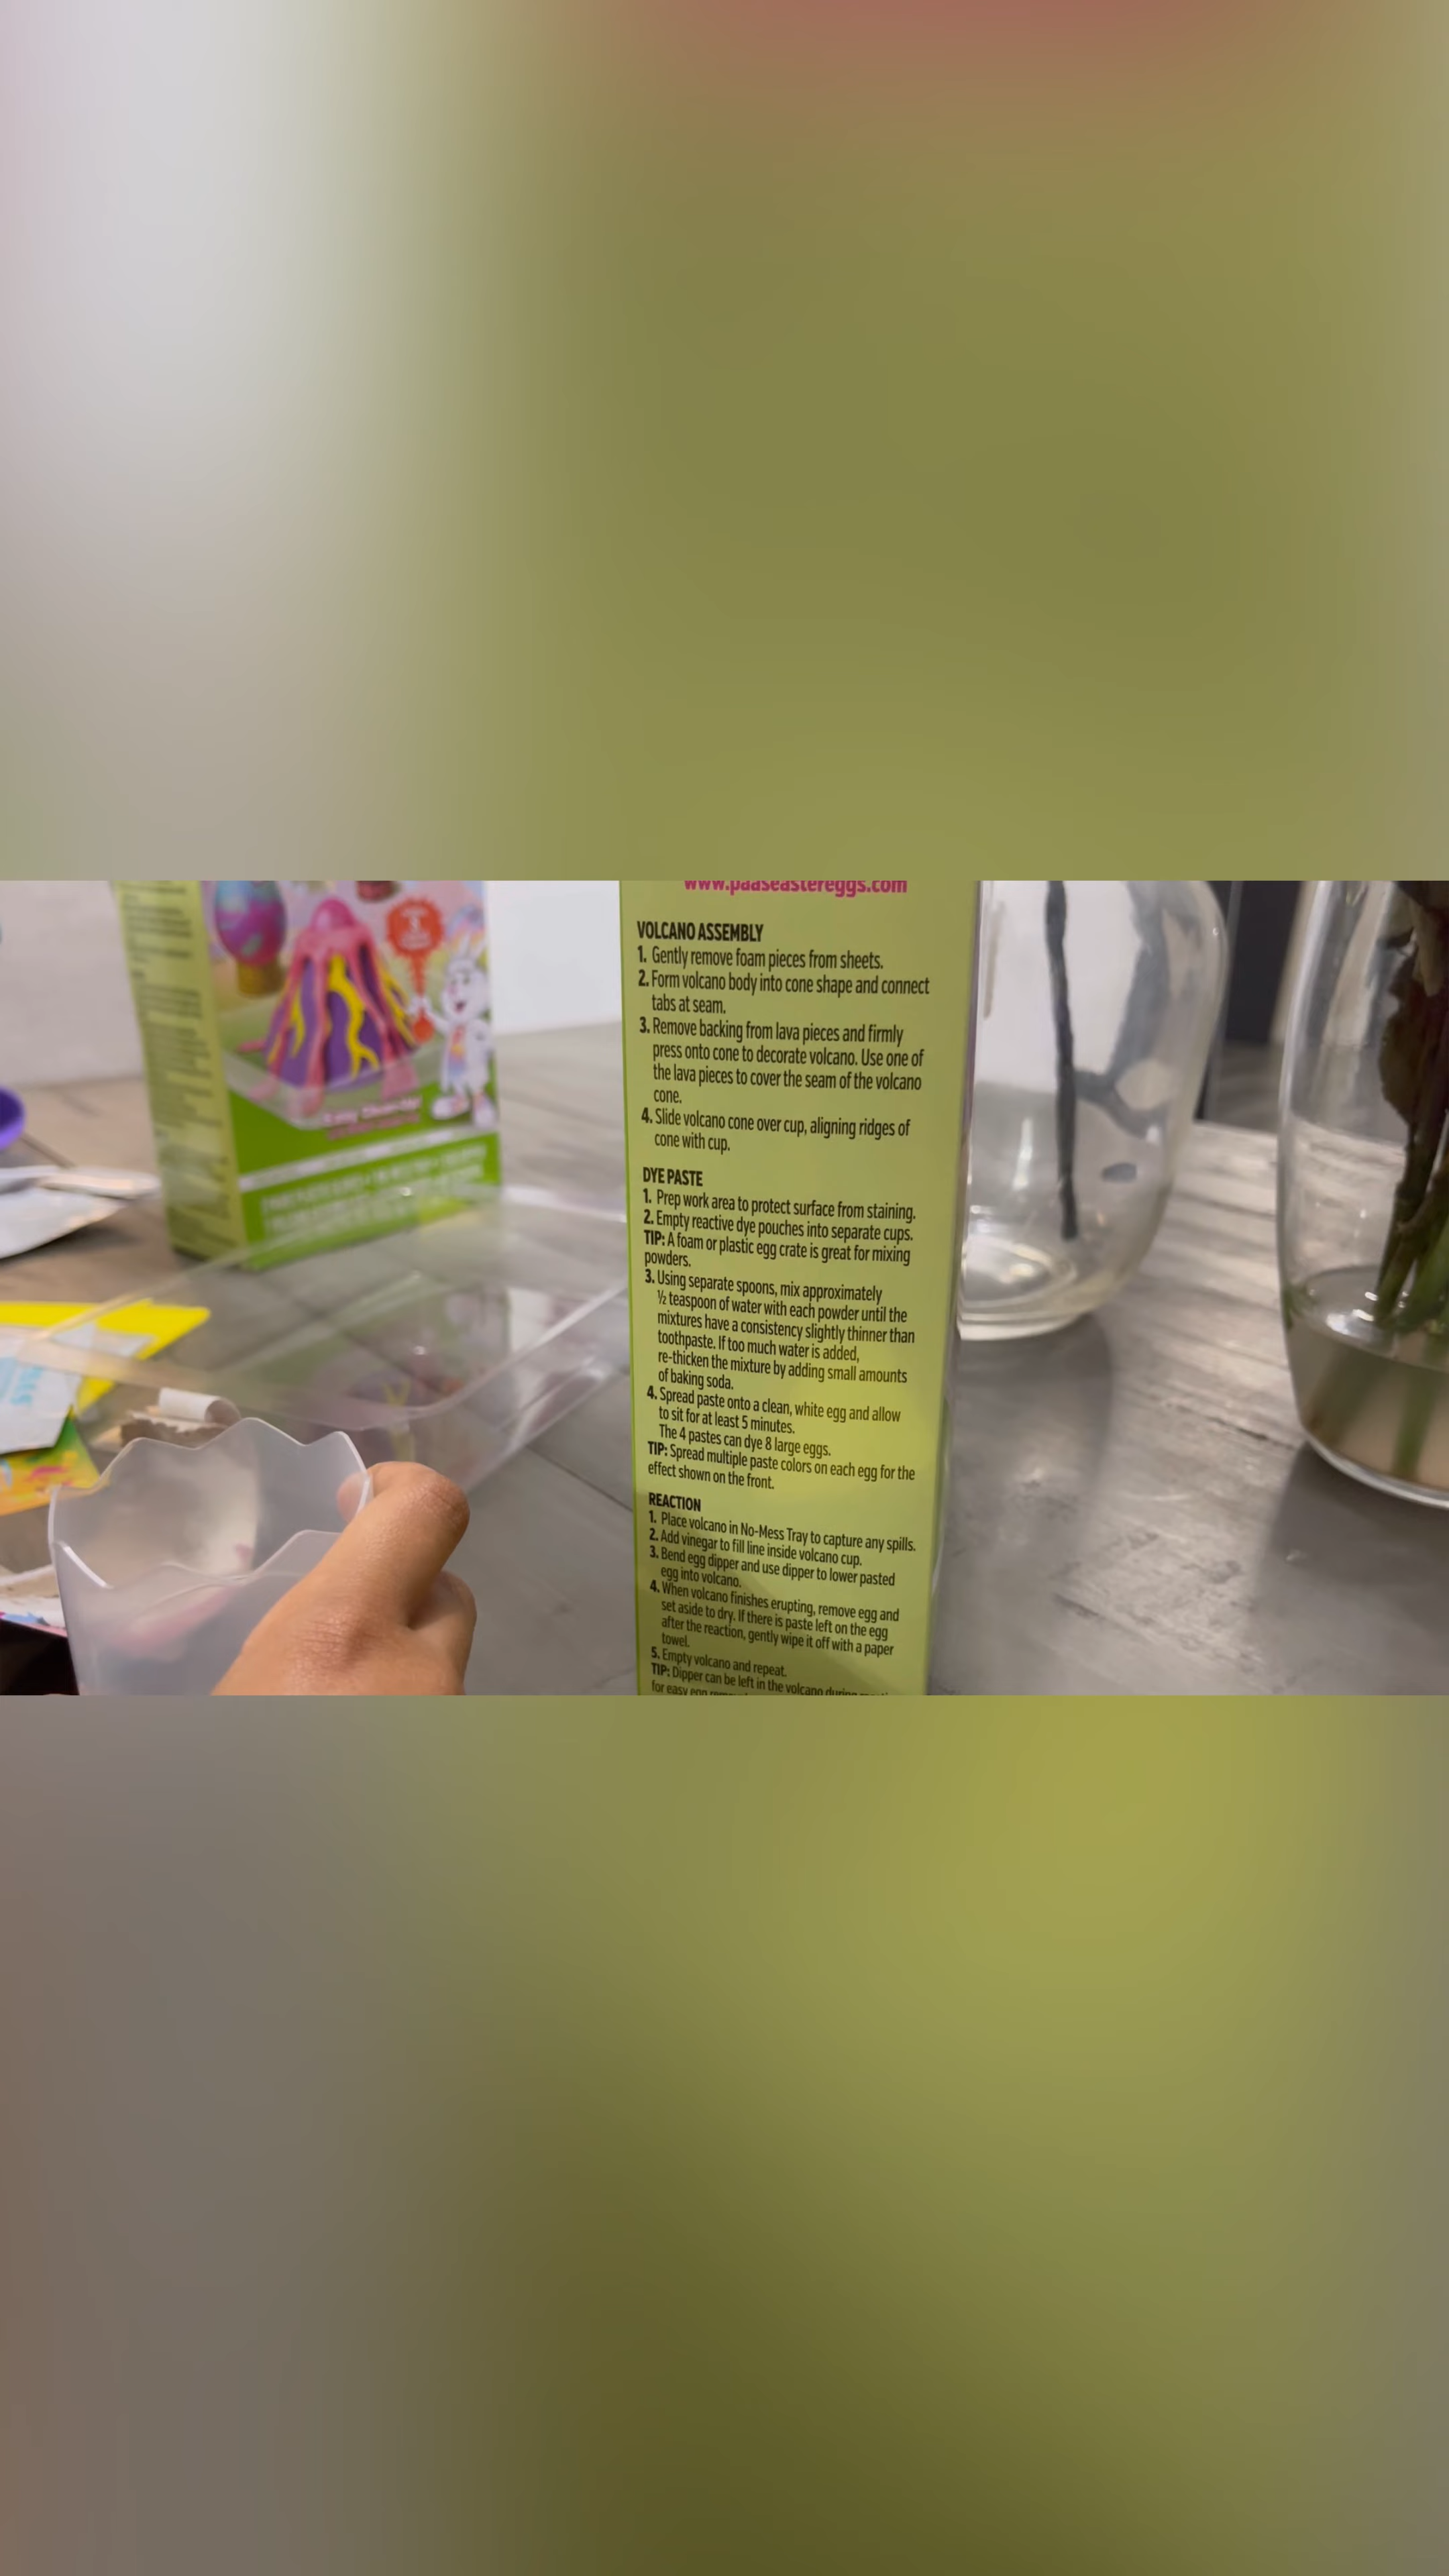 www.paaseastereggs.com
VOLCANO ASSEMBLY
1. Gently remove foam pieces from sheets.
2. Form volcano body into cone shape and connect
tabs at seam.
3. Remove backing from lava pieces and firmly
press onto cone to decorate volcano. Use one of
the lava pieces to cover the seam of the volcano
cone.
4. Slide volcano cone over cup, aligning ridges of
cone with cup.
DYE PASTE
1. Prep work area to protect surface from staining.
2. Empty reactive dye pouches into separate cups.
TIP: A foam or plastic egg crate is great for mixing
powders.
3. Using separate spoons, mix approximately
½ teaspoon of water with each powder until the
mixtures have a consistency slightly thinner than
toothpaste. If too much water is added,
re-thicken the mixture by adding small amounts
of baking soda.
4. Spread paste onto a clean, white egg and allow
to sit for at least 5 minutes.
The 4 pastes can dye 8 large eggs.
TIP: Spread multiple paste colors on each egg for the
effect shown on the front.
REACTION
1. Place volcano in No-Mess Tray to capture any spills.
2. Add vinegar to fill line inside volcano cup.
3. Bend egg dipper and use dipper to lower pasted
egg into volcano.
4. When volcano finishes erupting, remove egg and
set aside to dry. If there is paste left on the egg
after the reaction, gently wipe it off with a paper
towel.
5. Empty volcano and repeat.
TIP: Dipper can be left in the volcano during
for easy egg